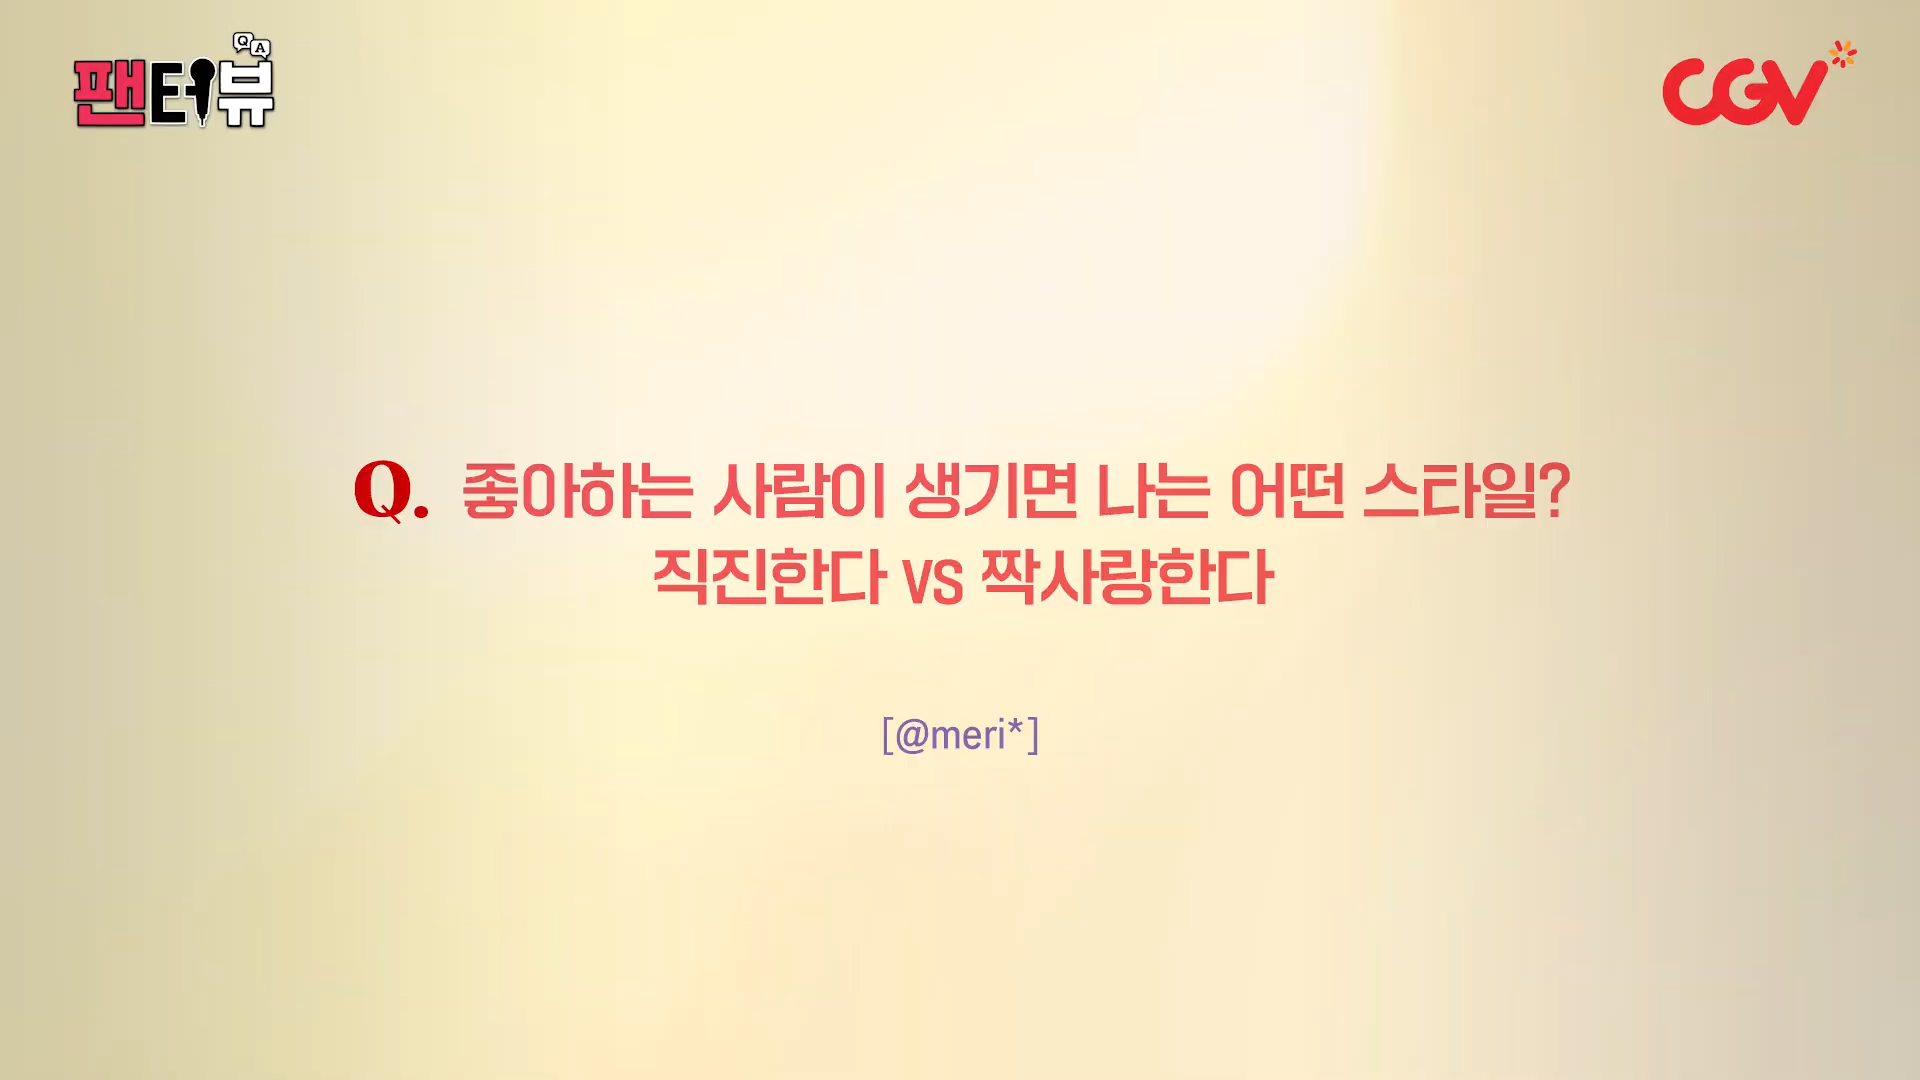 팬터뷰
Q A
CGV
Q. 좋아하는 사람이 생기면 나는 어떤 스타일?
직진한다 vs 짝사랑한다
[@meri*]